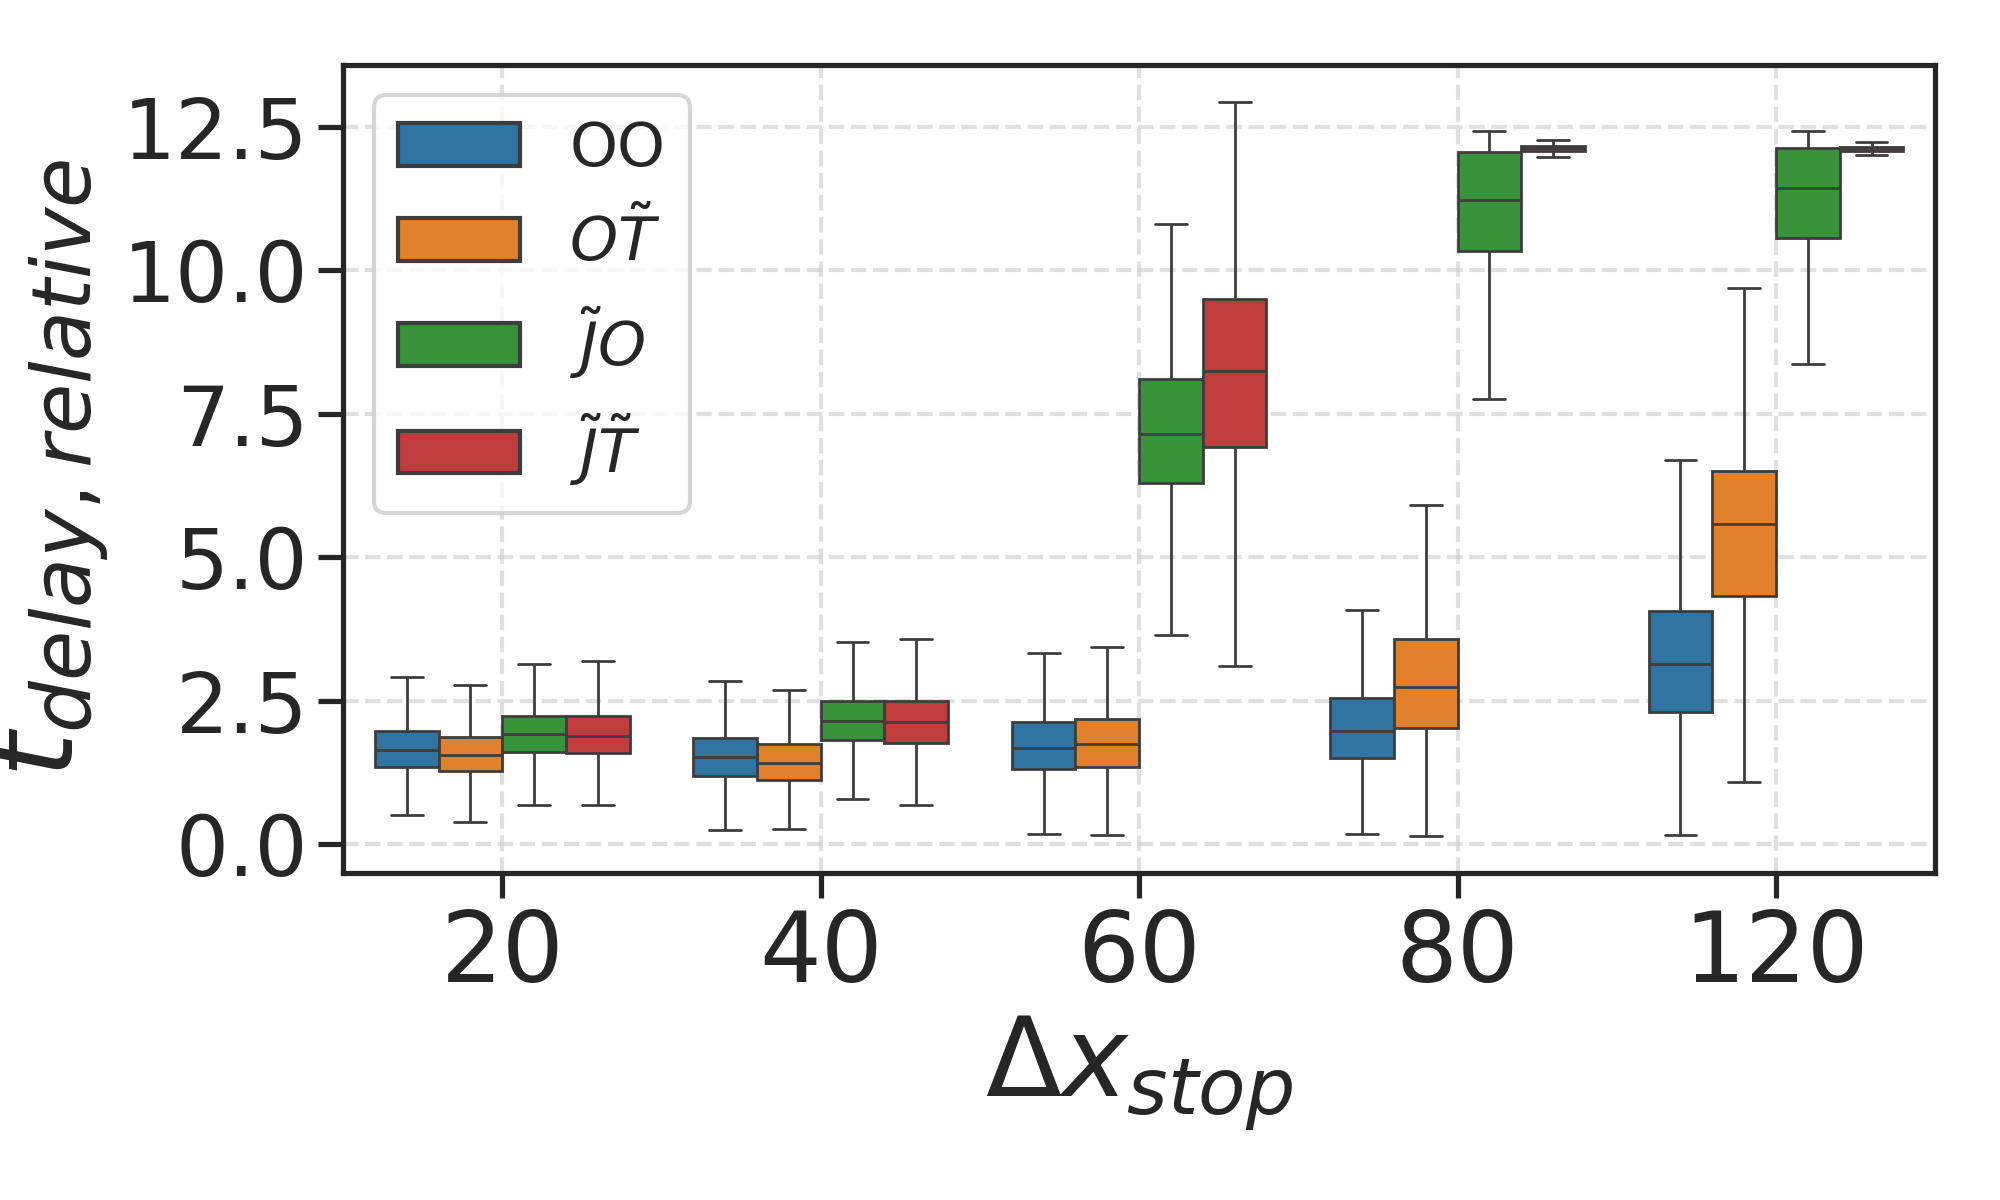 t_{delay, relative}
12.5
10.0
7.5
5.0
2.5
0.0
OO
OT̃
J̃O
J̃T̃
20 40 60 80 120
Δx_{stop}